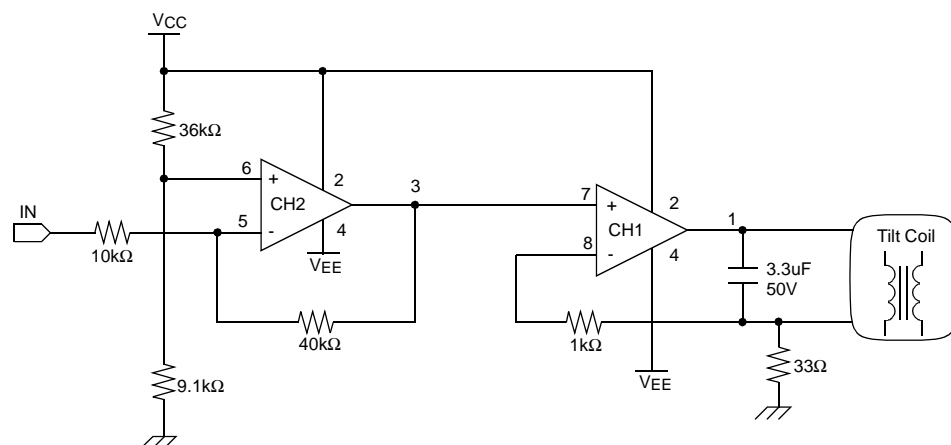 VCC
36kΩ
6
+
CH2
2
3
7
+
CH1
2
1
Tilt Coil
IN
5
-
4
8
-
4
3.3uF
50V
10kΩ
VEE
40kΩ
1kΩ
33Ω
9.1kΩ
VEE